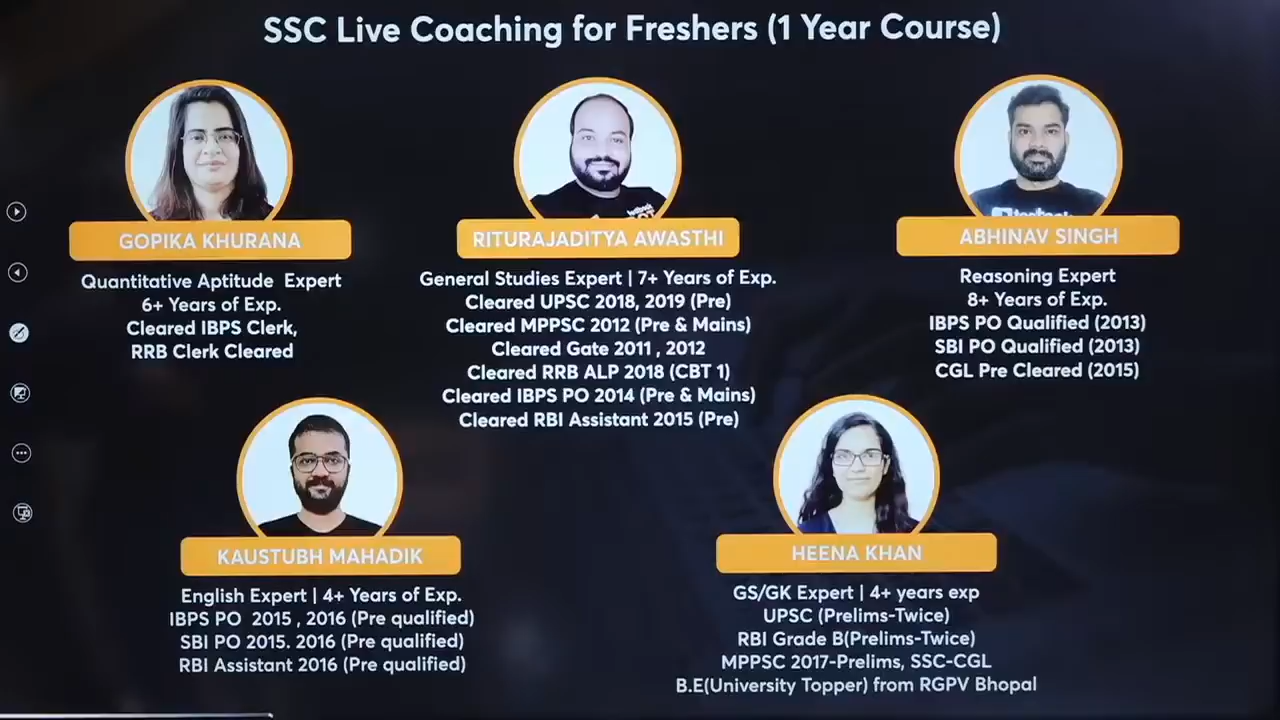 SSC Live Coaching for Freshers (1 Year Course)
GOPIKA KHURANA
Quantitative Aptitude Expert
6+ Years of Exp.
Cleared IBPS Clerk,
RRB Clerk Cleared
RITURAJADITYA AWASTHI
General Studies Expert | 7+ Years of Exp.
Cleared UPSC 2018, 2019 (Pre)
Cleared MPPSC 2012 (Pre & Mains)
Cleared Gate 2011 , 2012
Cleared RRB ALP 2018 (CBT 1)
Cleared IBPS PO 2014 (Pre & Mains)
Cleared RBI Assistant 2015 (Pre)
ABHINAV SINGH
Reasoning Expert
8+ Years of Exp.
IBPS PO Qualified (2013)
SBI PO Qualified (2013)
CGL Pre Cleared (2015)
KAUSTUBH MAHADIK
English Expert | 4+ Years of Exp.
IBPS PO 2015 , 2016 (Pre qualified)
SBI PO 2015. 2016 (Pre qualified)
RBI Assistant 2016 (Pre qualified)
HEENA KHAN
GS/GK Expert | 4+ years exp
UPSC (Prelims-Twice)
RBI Grade B(Prelims-Twice)
MPPSC 2017-Prelims, SSC-CGL
B.E(University Topper) from RGPV Bhopal